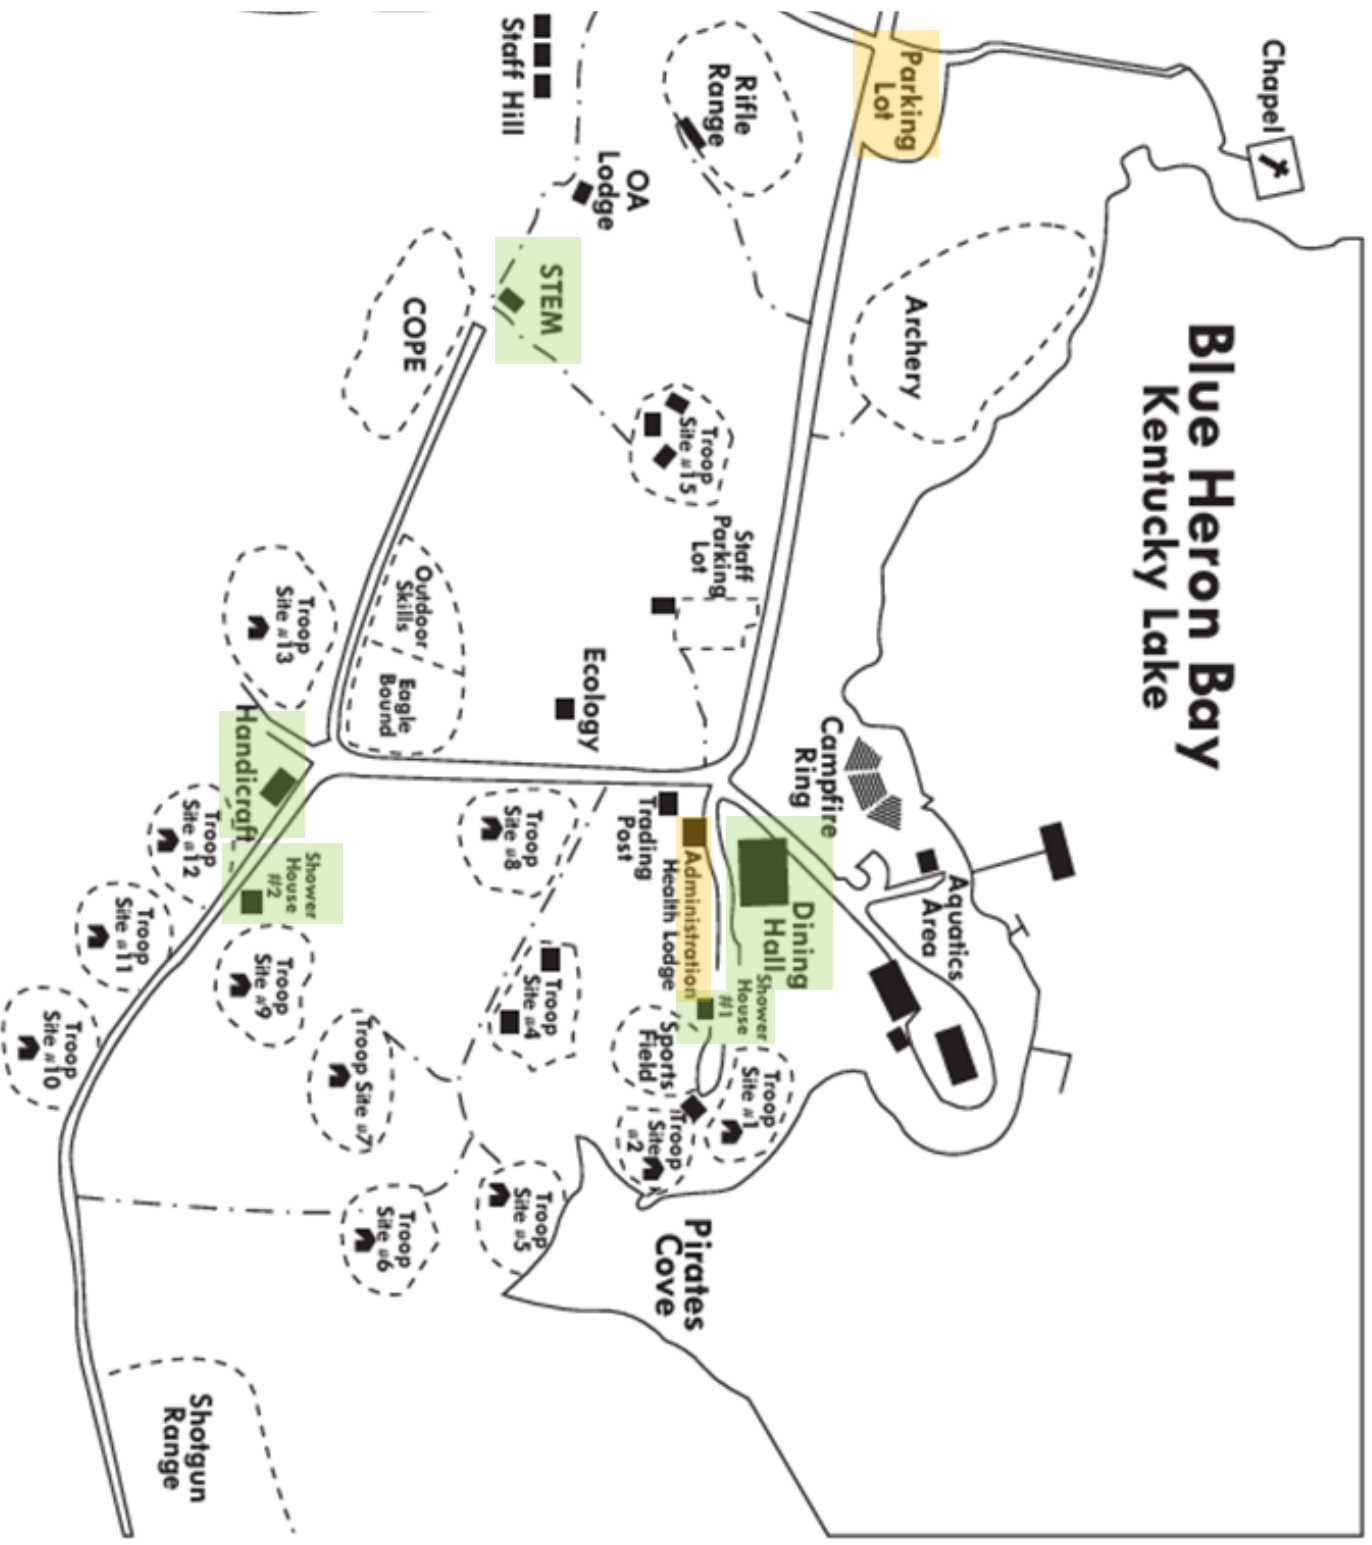 Blue Heron Bay
Kentucky Lake
Chapel
Parking
Lot
Rifle
Range
Staff Hill
OA
Lodge
STEM
COPE
Archery
Troop
Site #15
Staff
Parking
Lot
Outdoor
Skills
Eagle
Bound
Troop
Site #13
Ecology
Campfire
Ring
Handicraft
Trading
Post
Administration
Health Lodge
Dining
Hall
Aquatics
Area
Shower
House
#1
Shower
House
#2
Troop
Site #12
Troop
Site #8
Troop
Site #11
Troop
Site #9
Troop
Site #4
Troop
Site #10
Troop Site #7
Sports
Field
Troop
Site #1
Troop
Site
#2
Troop
Site #5
Troop
Site #6
Pirates
Cove
Shotgun
Range